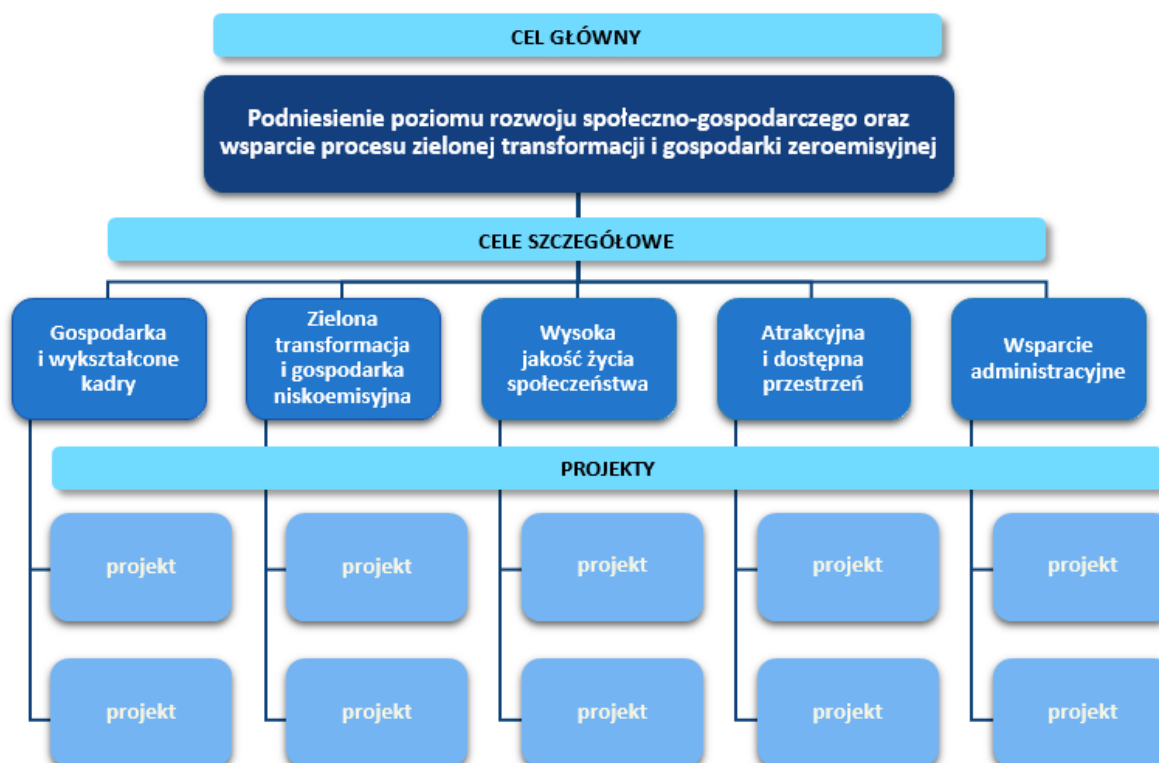 CEL GŁÓWNY
Podniesienie poziomu rozwoju społeczno-gospodarczego oraz
wsparcie procesu zielonej transformacji i gospodarki zeroemisyjnej
CELE SZCZEGÓŁOWE
Gospodarka
i wykształcone
kadry
Zielona
transformacja
i gospodarka
niskoemisyjna
Wysoka
jakość życia
społeczeństwa
Atrakcyjna
i dostępna
przestrzeń
Wsparcie
administracyjne
PROJEKTY
projekt
projekt
projekt
projekt
projekt
projekt
projekt
projekt
projekt
projekt